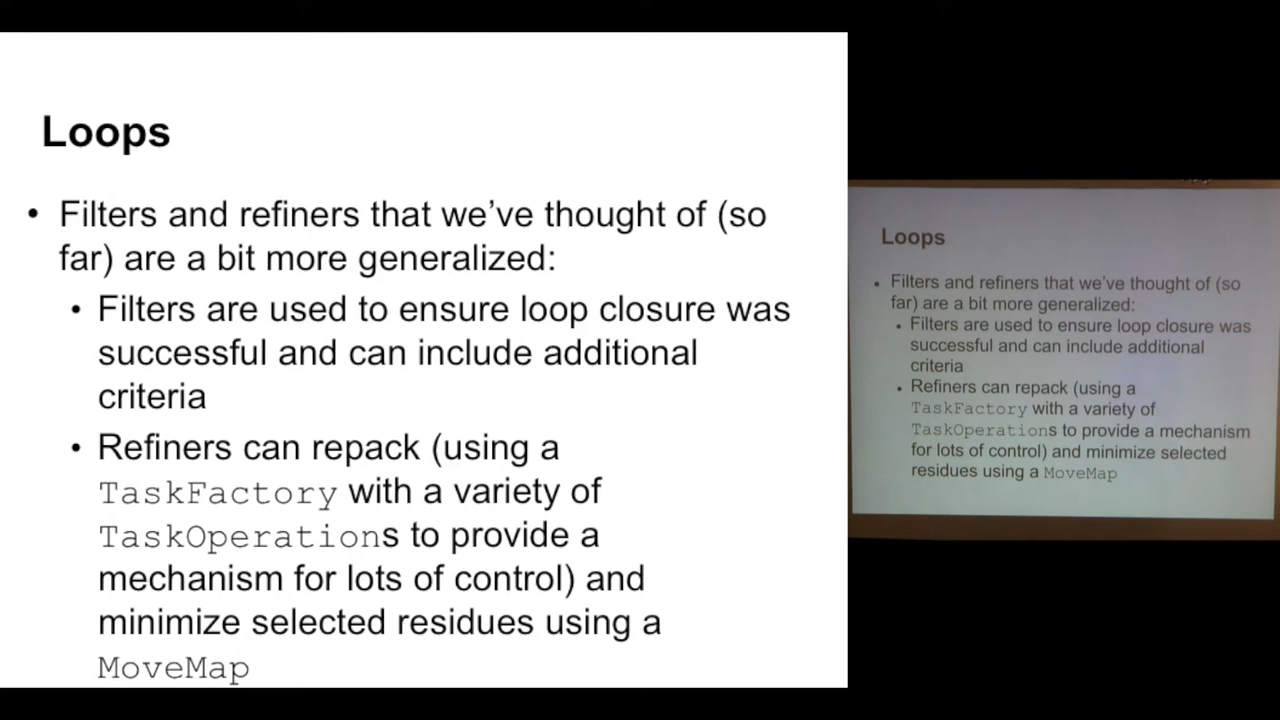 Loops
• Filters and refiners that we've thought of (so
far) are a bit more generalized:
• Filters are used to ensure loop closure was
successful and can include additional
criteria
• Refiners can repack (using a
TaskFactory with a variety of
TaskOperations to provide a
mechanism for lots of control) and
minimize selected residues using a
MoveMap
Loops
• Filters and refiners that we've thought of (so
far) are a bit more generalized:
• Filters are used to ensure loop closure was
successful and can include additional
criteria
• Refiners can repack (using a
TaskFactory with a variety of
TaskOperations to provide a mechanism
for lots of control) and minimize selected
residues using a MoveMap